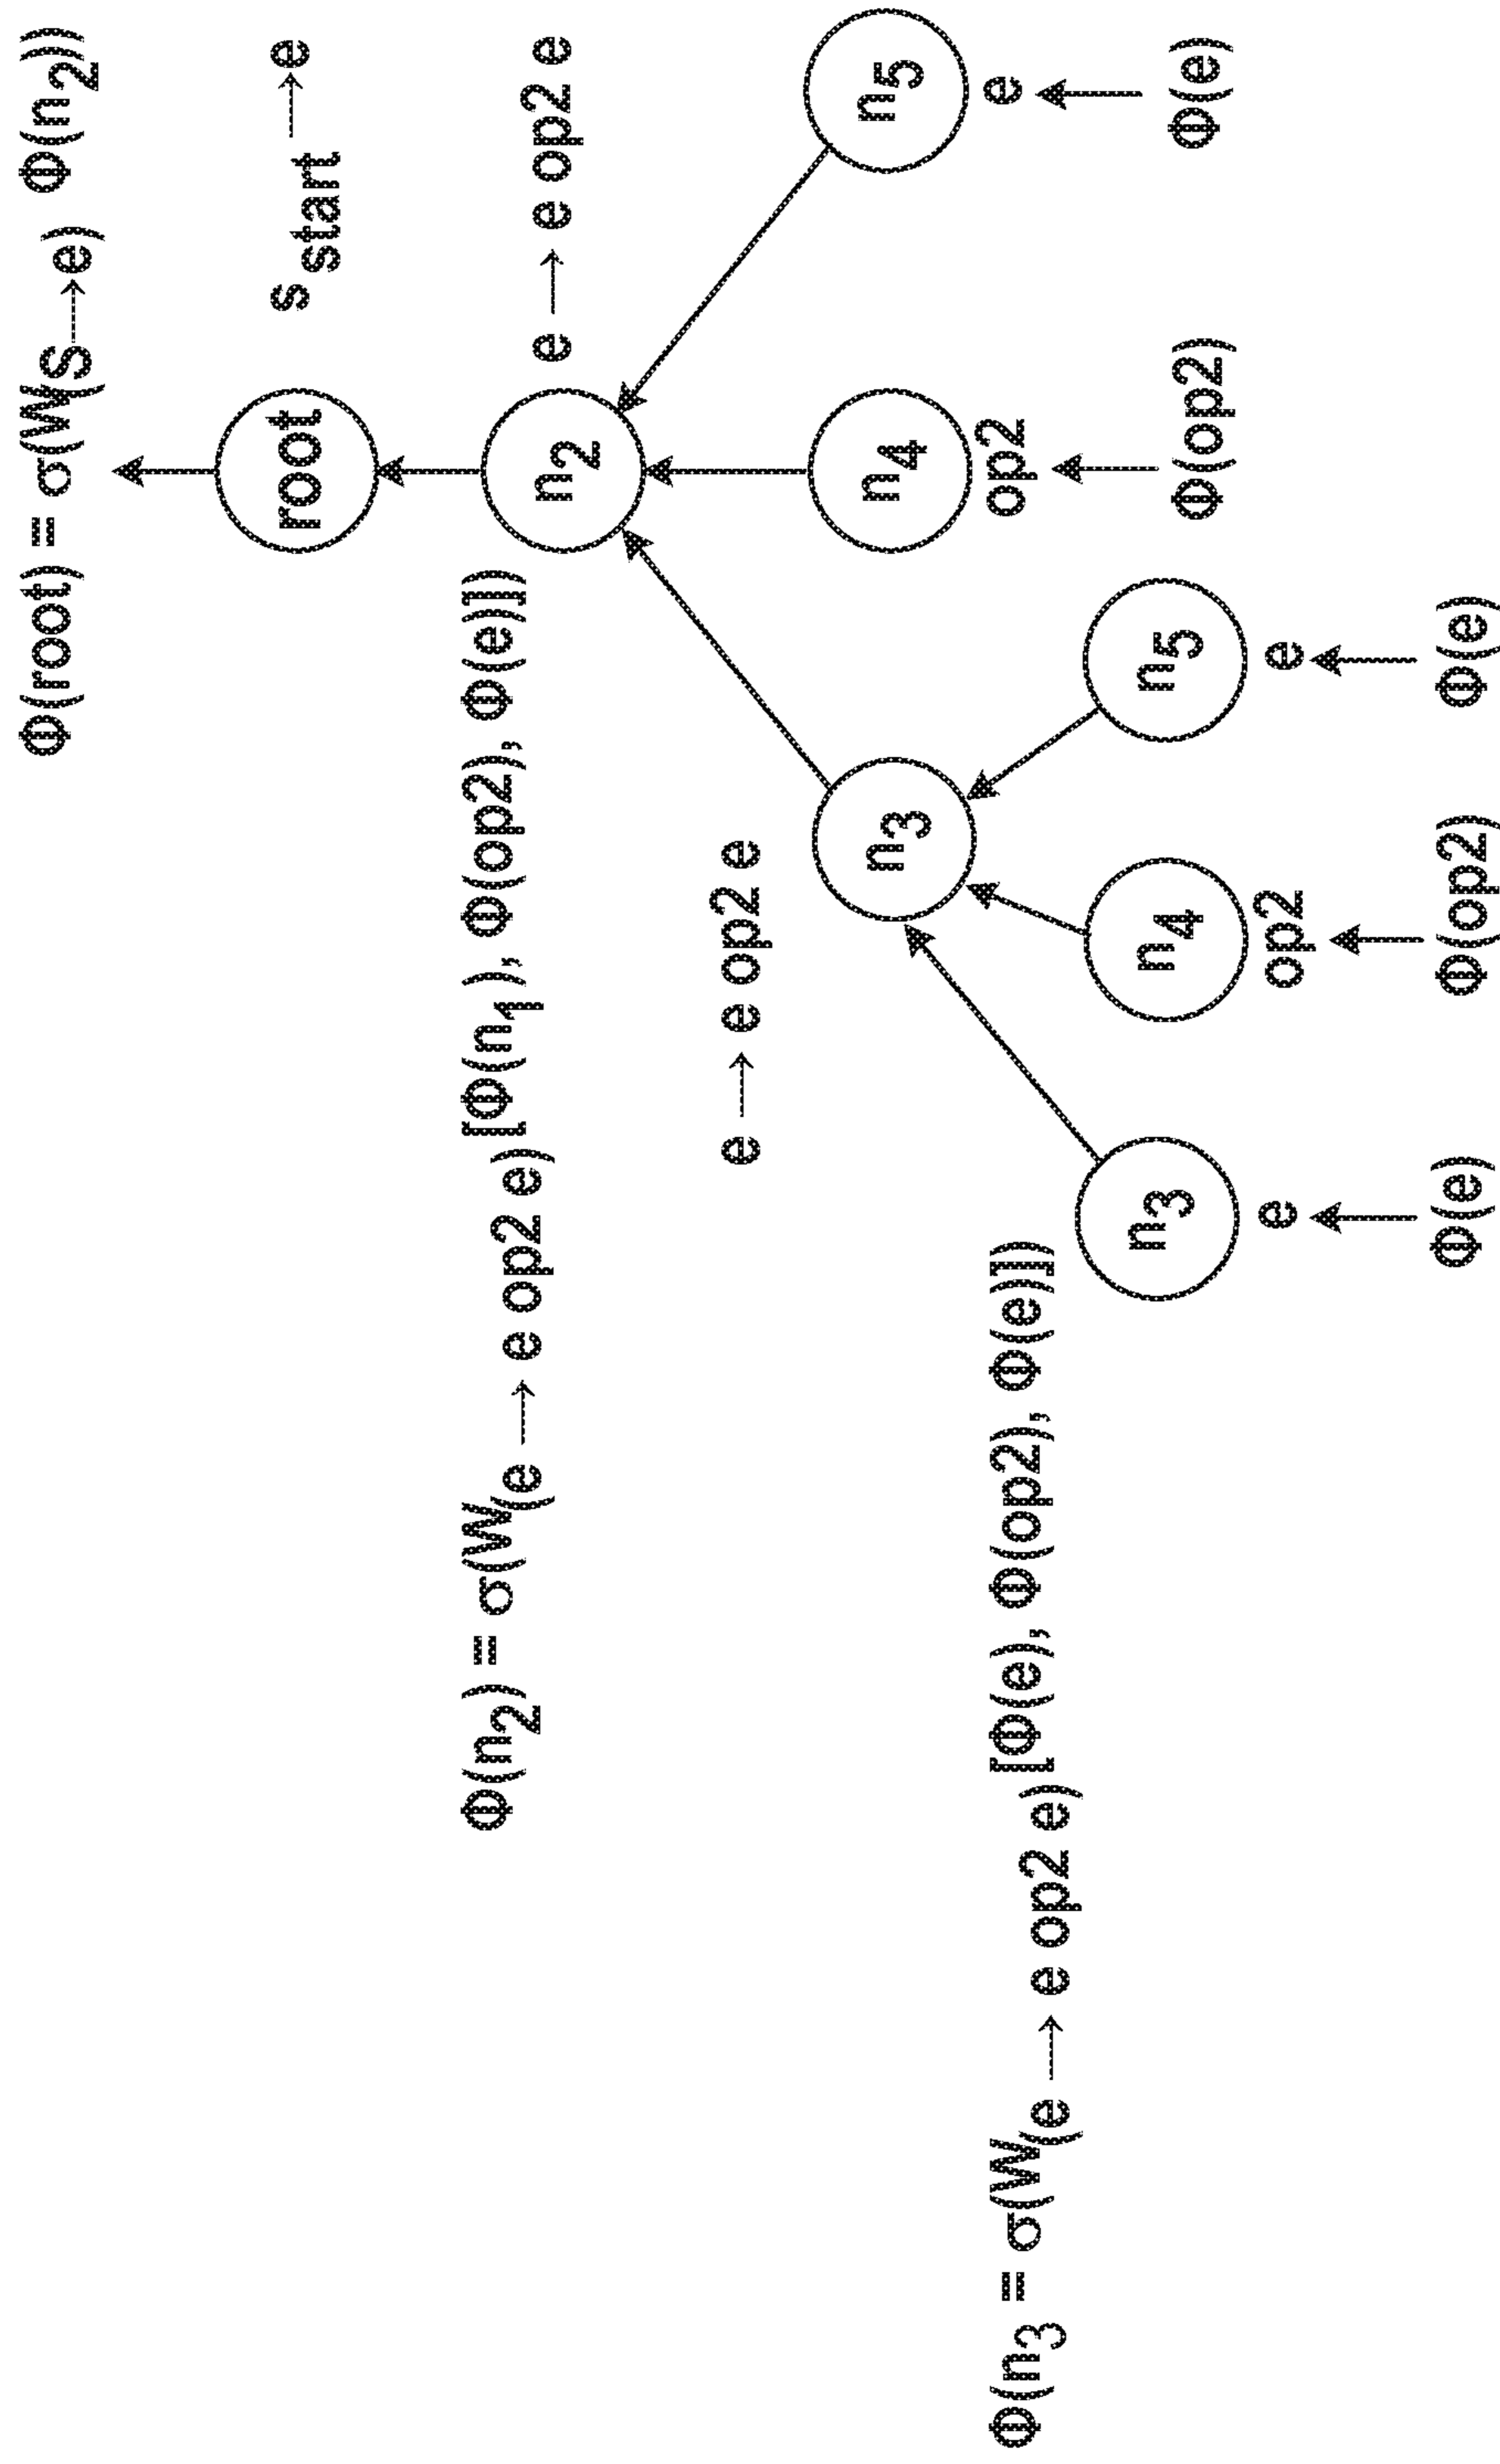 Φ(root) = σ(W(s→e) Φ(n2))
root
s start → e
Φ(n2) = σ(W(e → e op2 e)[Φ(n1), Φ(op2), Φ(e)])
n2
e → e op2 e
e → e op2 e
n3
n4
op2
Φ(op2)
n5
e
Φ(e)
Φ(n3 = σ(W(e → e op2 e)[Φ(e), Φ(op2), Φ(e)])
n3
e
Φ(e)
n4
op2
Φ(op2)
n5
e
Φ(e)